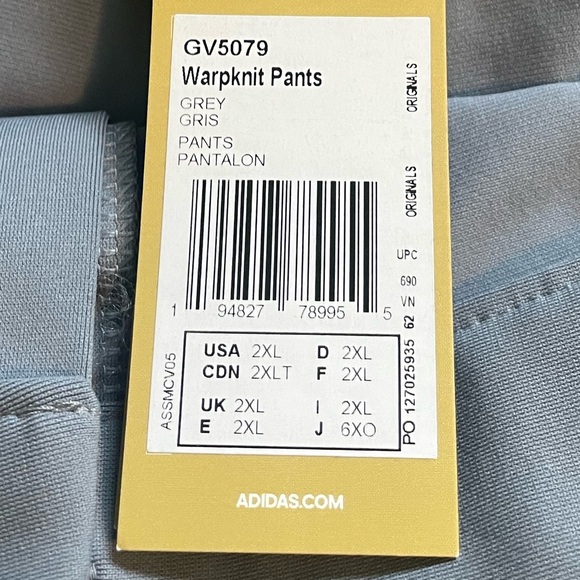 GV5079
Warpknit Pants
GREY
GRIS
PANTS
PANTALON
ORIGINALS
ORIGINALS
UPC
690
VN
62
PO 127025935
1 94827 78995 5
ASSMCV05
USA 2XL D 2XL
CDN 2XLT F 2XL
UK 2XL I 2XL
E 2XL J 6XO
ADIDAS.COM